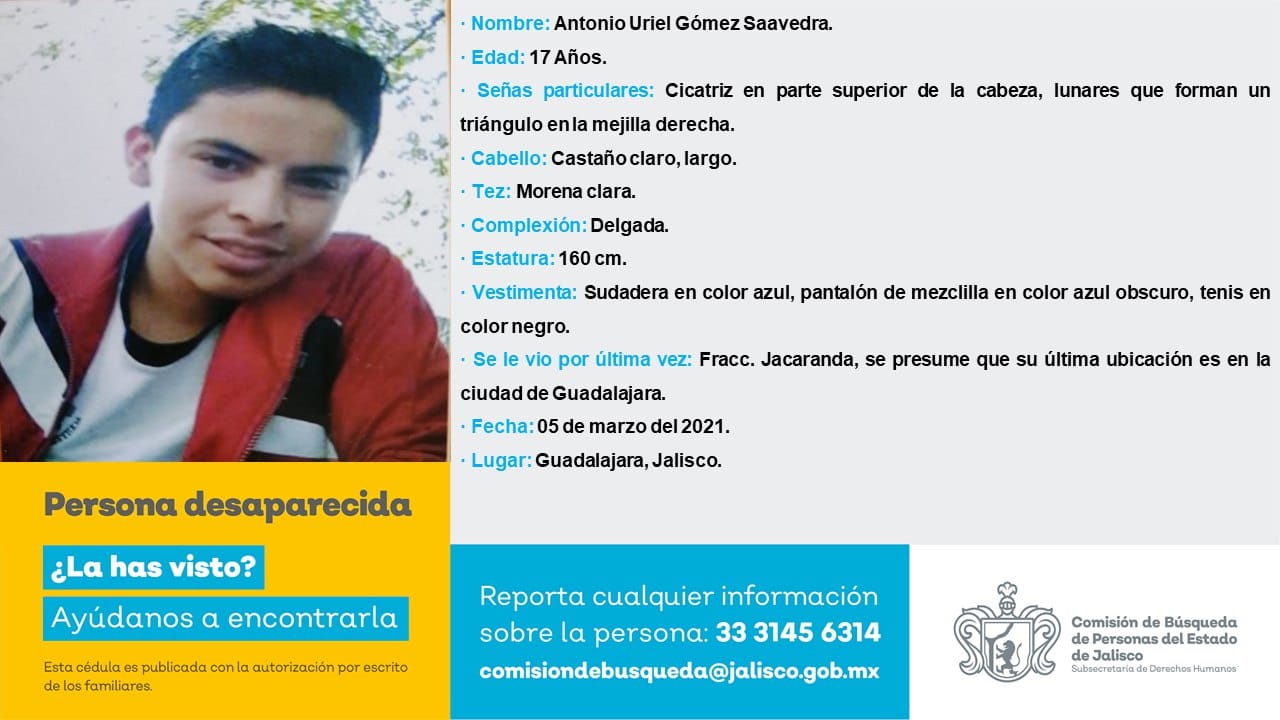 · Nombre: Antonio Uriel Gómez Saavedra.
· Edad: 17 Años.
· Señas particulares: Cicatriz en parte superior de la cabeza, lunares que forman un
triángulo en la mejilla derecha.
· Cabello: Castaño claro, largo.
· Tez: Morena clara.
· Complexión: Delgada.
· Estatura: 160 cm.
· Vestimenta: Sudadera en color azul, pantalón de mezclilla en color azul obscuro, tenis en
color negro.
· Se le vio por última vez: Fracc. Jacaranda, se presume que su última ubicación es en la
ciudad de Guadalajara.
· Fecha: 05 de marzo del 2021.
· Lugar: Guadalajara, Jalisco.
Persona desaparecida
¿La has visto?
Ayúdanos a encontrarla
Esta cédula es publicada con la autorización por escrito
de los familiares.
Reporta cualquier información
sobre la persona: 33 3145 6314
comisiondebusqueda@jalisco.gob.mx
Comisión de Búsqueda
de Personas del Estado
de Jalisco
Subsecretaría de Derechos Humanos